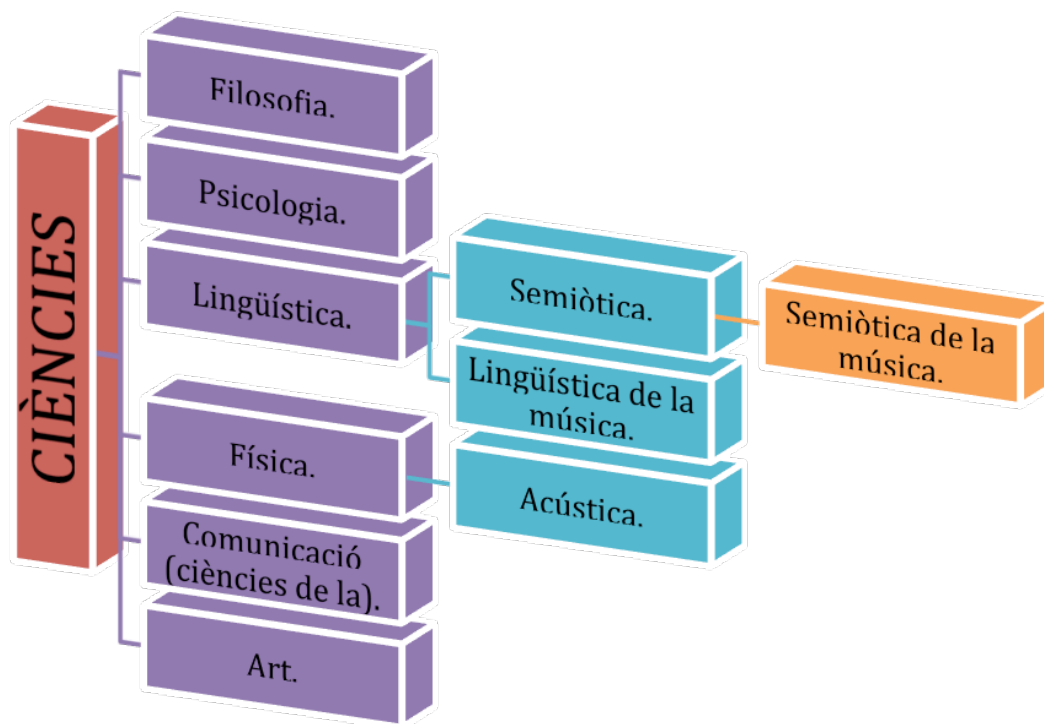 CIÈNCIES
Filosofia.
Psicologia.
Lingüística.
Semiòtica.
Semiòtica de la
música.
Lingüística de la
música.
Física.
Acústica.
Comunicació
(ciències de la).
Art.